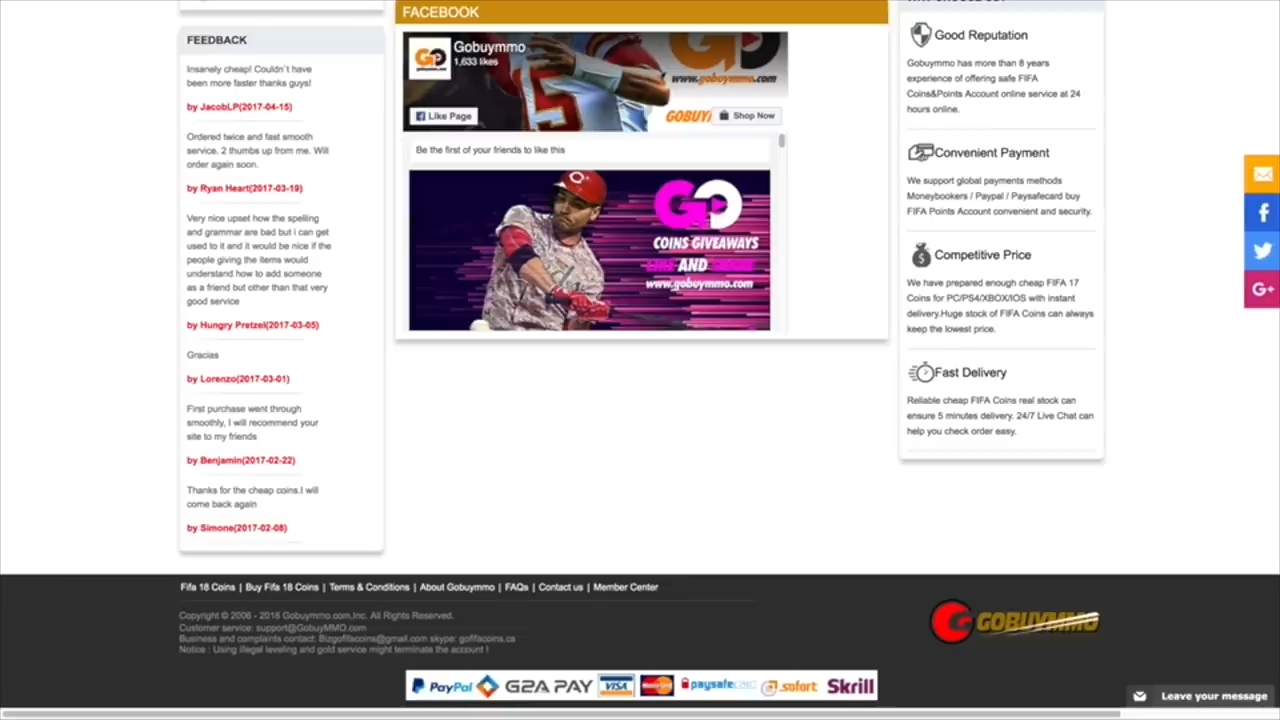 FEEDBACK
Insanely cheap! Couldn`t have
been more faster thanks guys!
by JacobLP(2017-04-15)
Ordered twice and fast smooth
service. 2 thumbs up from me. Will
order again soon.
by Ryan Heart(2017-03-19)
Very nice upset how the spelling
and grammar are bad but i can get
used to it and it would be nice if the
people giving the items would
understand how to add someone
as a friend but other than that very
good service
by Hungry Pretzel(2017-03-05)
Gracias
by Lorenzo(2017-03-01)
First purchase went through
smoothly, I will recommend your
site to my friends
by Benjamin(2017-02-22)
Thanks for the cheap coins.I will
come back again
by Simone(2017-02-08)
FACEBOOK
Gobuymmo
1,633 likes
www.gobuymmo.com
Like Page
GOBUY
Shop Now
Be the first of your friends to like this
GO
COINS GIVEAWAYS
LIKE AND
www.gobuymmo.com
Good Reputation
Gobuymmo has more than 8 years
experience of offering safe FIFA
Coins&Points Account online service at 24
hours online.
Convenient Payment
We support global payments methods
Moneybookers / Paypal / Paysafecard buy
FIFA Points Account convenient and security.
Competitive Price
We have prepared enough cheap FIFA 17
Coins for PC/PS4/XBOX/IOS with instant
delivery.Huge stock of FIFA Coins can always
keep the lowest price.
Fast Delivery
Reliable cheap FIFA Coins real stock can
ensure 5 minutes delivery. 24/7 Live Chat can
help you check order easy.
Fifa 18 Coins | Buy Fifa 18 Coins | Terms & Conditions | About Gobuymmo | FAQs | Contact us | Member Center
Copyright © 2006 - 2016 Gobuymmo.com,Inc. All Rights Reserved.
Customer service: support@GobuyMMO.com
Business and complaints contact: Bizgofifacoins@gmail.com skype: gofifacoins.ca
Notice : Using illegal leveling and gold service might terminate the account !
GOBUYMMO
PayPal G2A PAY VISA MasterCard paysafecard sofort Skrill
Leave your message